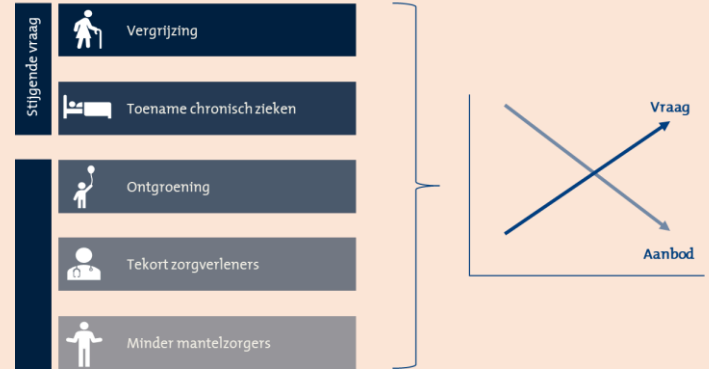 Stijgende vraag
Vergrijzing
Toename chronisch zieken
Ontgroening
Tekort zorgverleners
Minder mantelzorgers
Vraag
Aanbod